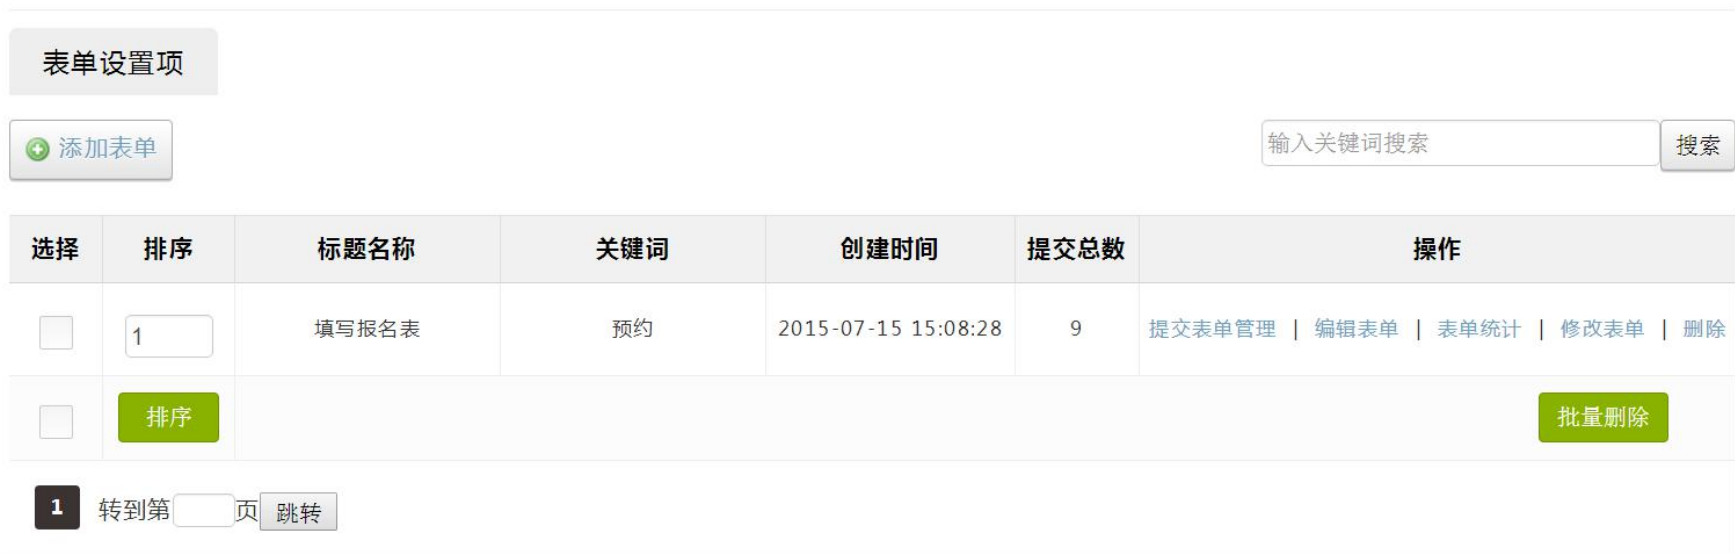 表单设置项
添加表单 输入关键词搜索 搜索
选择 排序 标题名称 关键词 创建时间 提交总数 操作
1 填写报名表 预约 2015-07-15 15:08:28 9 提交表单管理 | 编辑表单 | 表单统计 | 修改表单 | 删除
排序 批量删除
1 转到第 页 跳转